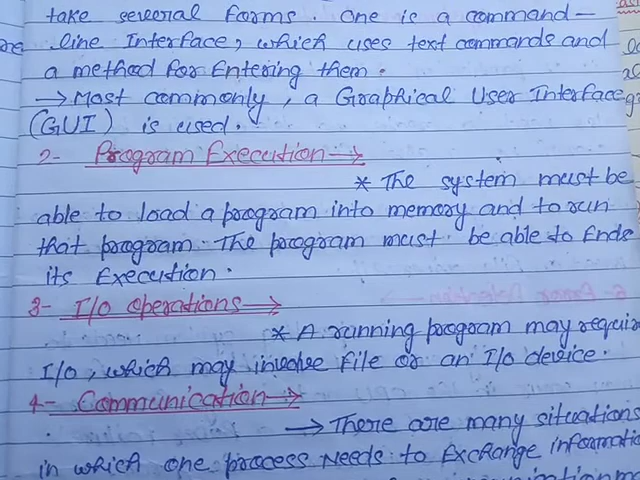 take several forms. One is a command-
line Interface, which uses text commands and
a method for Entering them.
→ Most commonly, a Graphical User Interface
(GUI) is used.
2- Program Execution →
* The system must be
able to load a program into memory and to run
that program. The program must be able to Ends
its Execution.
3- I/O operations
* A running program may requir
I/O, which may involve file or an I/O device.
4- Communication →
→ There are many situations
in which one process needs to Exchange informatio